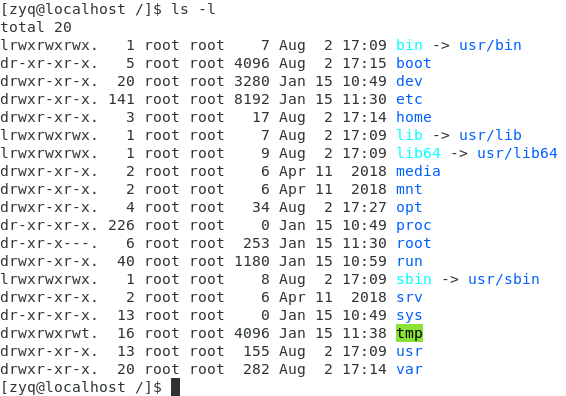 [zyq@localhost /]$ ls -l
total 20
lrwxrwxrwx.   1 root root    7 Aug  2 17:09 bin -> usr/bin
dr-xr-xr-x.   5 root root 4096 Aug  2 17:15 boot
drwxr-xr-x.  20 root root 3280 Jan 15 10:49 dev
drwxr-xr-x. 141 root root 8192 Jan 15 11:30 etc
drwxr-xr-x.   3 root root   17 Aug  2 17:14 home
lrwxrwxrwx.   1 root root    7 Aug  2 17:09 lib -> usr/lib
lrwxrwxrwx.   1 root root    9 Aug  2 17:09 lib64 -> usr/lib64
drwxr-xr-x.   2 root root    6 Apr 11  2018 media
drwxr-xr-x.   2 root root    6 Apr 11  2018 mnt
drwxr-xr-x.   4 root root   34 Aug  2 17:27 opt
dr-xr-xr-x. 226 root root    0 Jan 15 10:49 proc
dr-xr-x---.   6 root root  253 Jan 15 11:30 root
drwxr-xr-x.  40 root root 1180 Jan 15 10:59 run
lrwxrwxrwx.   1 root root    8 Aug  2 17:09 sbin -> usr/sbin
drwxr-xr-x.   2 root root    6 Apr 11  2018 srv
dr-xr-xr-x.  13 root root    0 Jan 15 10:49 sys
drwxrwxrwt.  16 root root 4096 Jan 15 11:38 tmp
drwxr-xr-x.  13 root root  155 Aug  2 17:09 usr
drwxr-xr-x.  20 root root  282 Aug  2 17:14 var
[zyq@localhost /]$